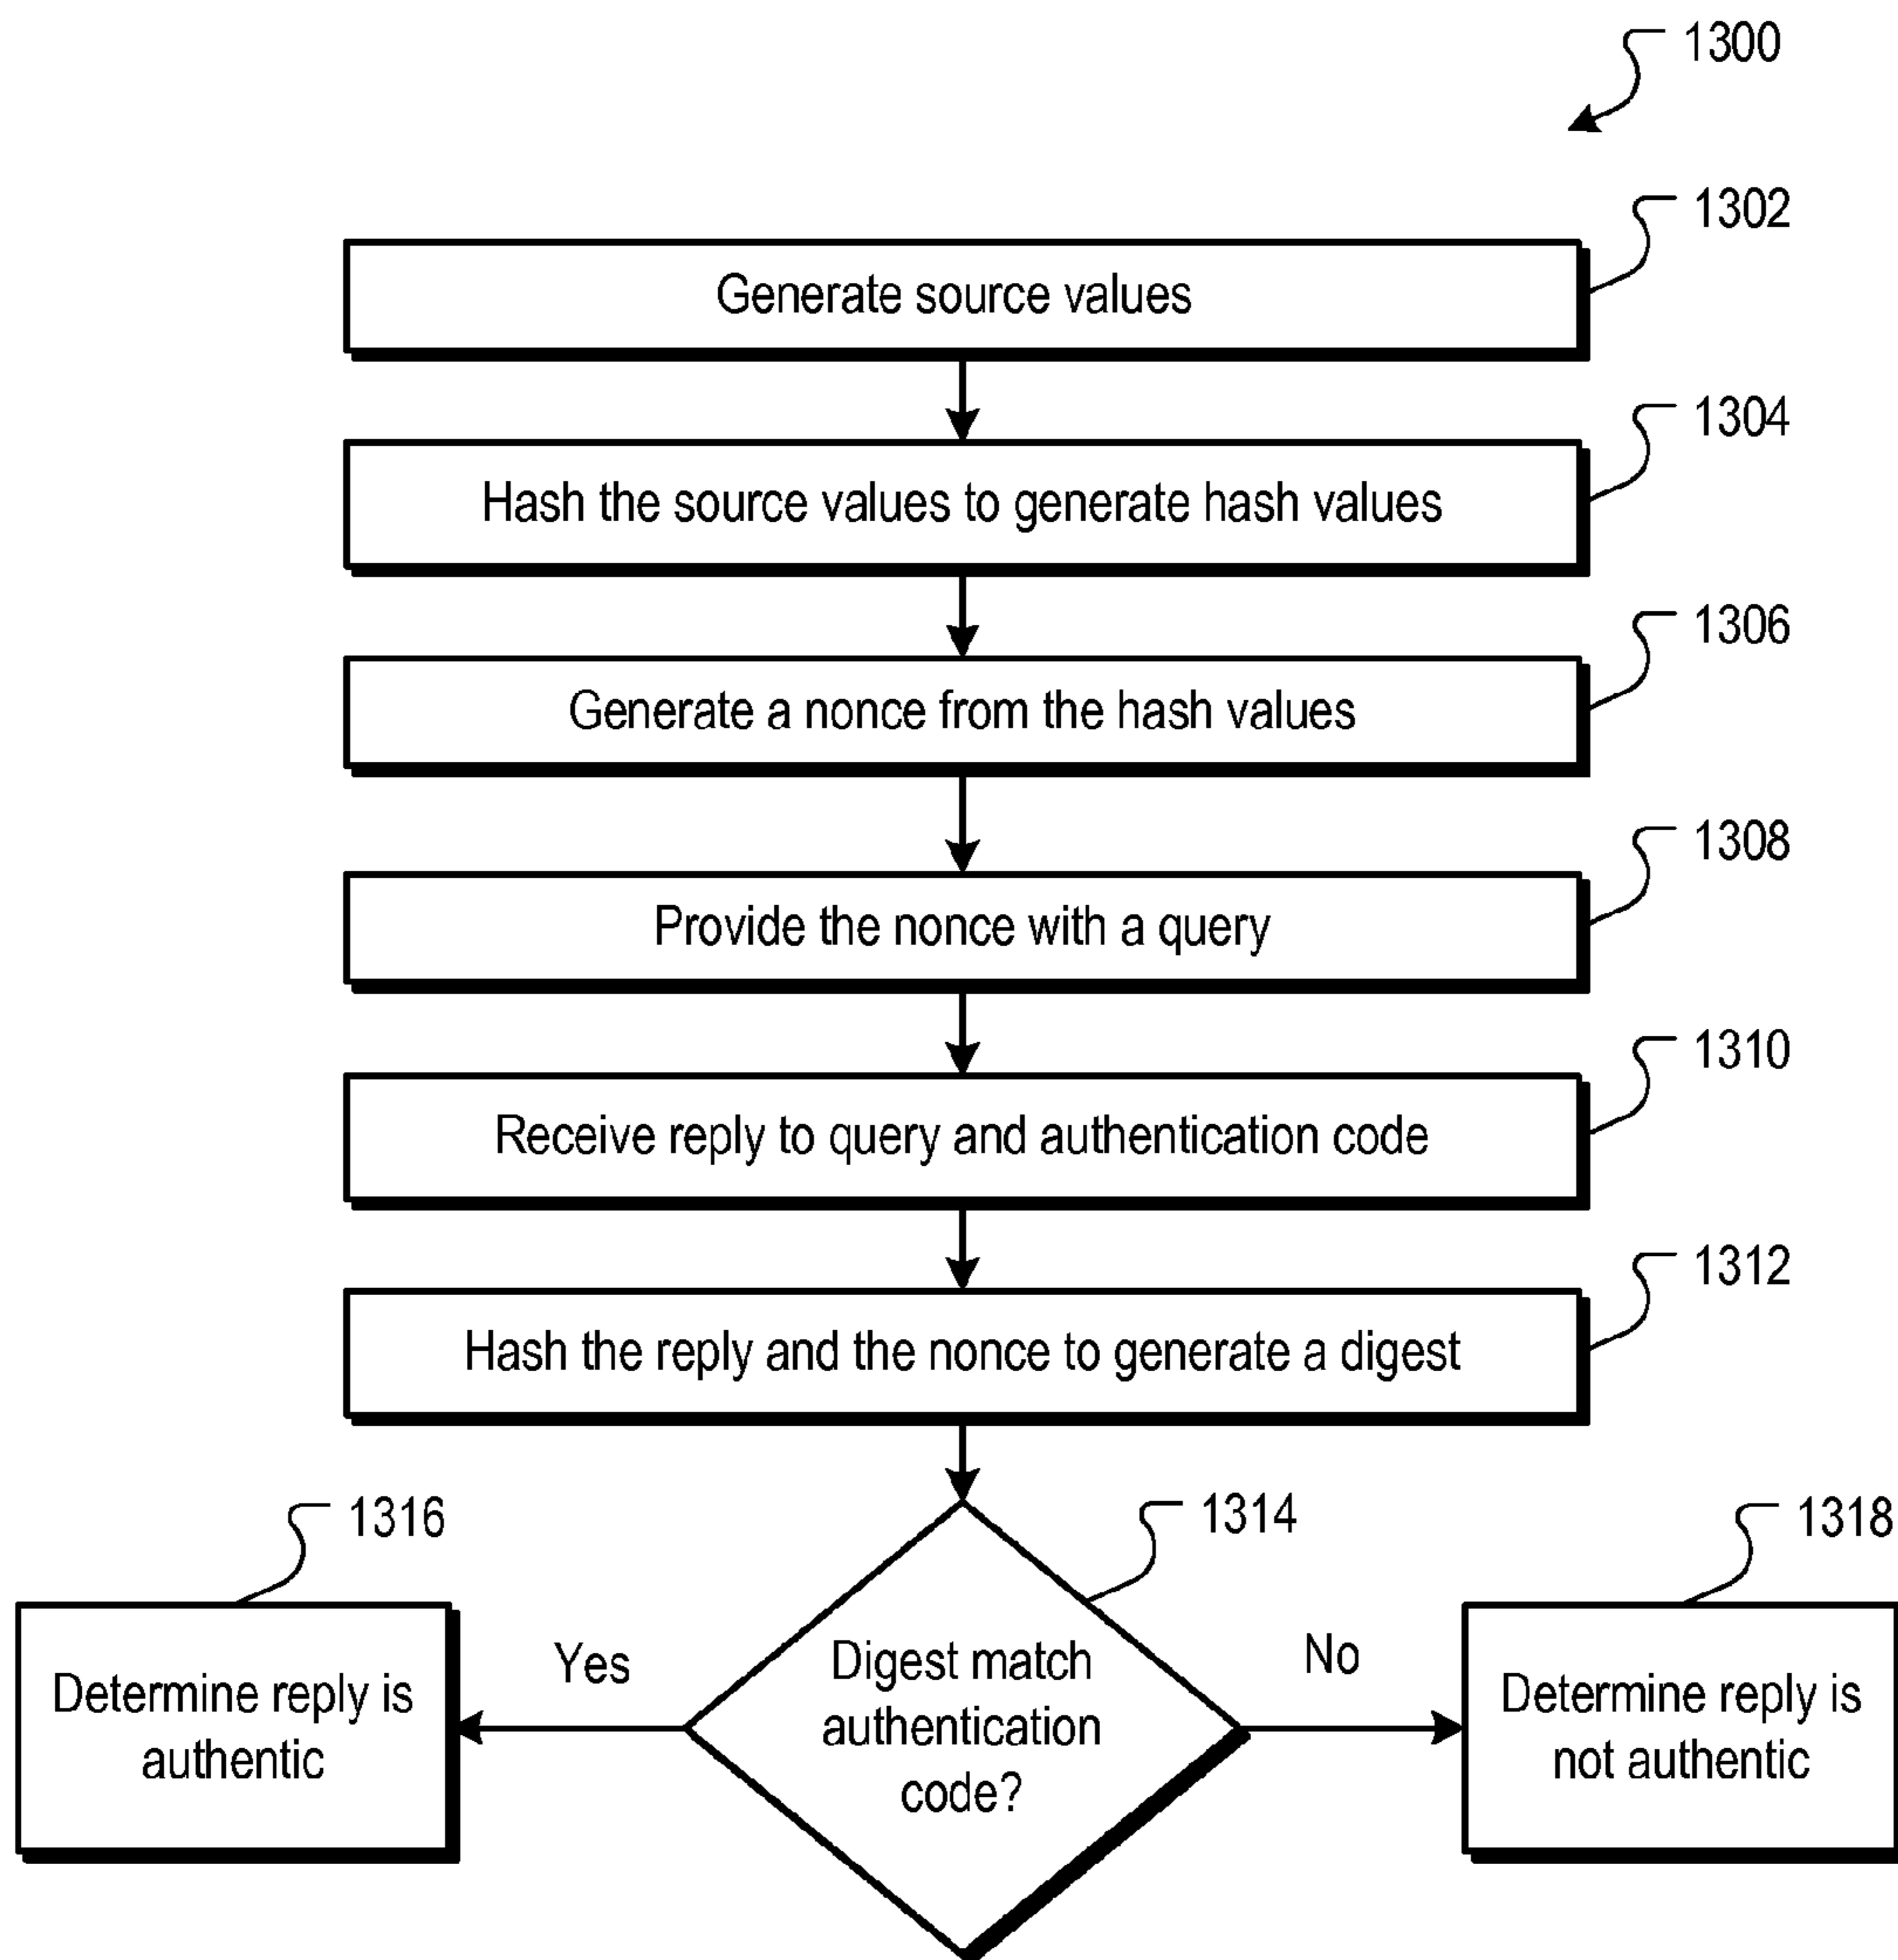 1300
1302
Generate source values
1304
Hash the source values to generate hash values
1306
Generate a nonce from the hash values
1308
Provide the nonce with a query
1310
Receive reply to query and authentication code
1312
Hash the reply and the nonce to generate a digest
1316
1314
1318
Determine reply is
authentic
Yes
Digest match
authentication
code?
No
Determine reply is
not authentic